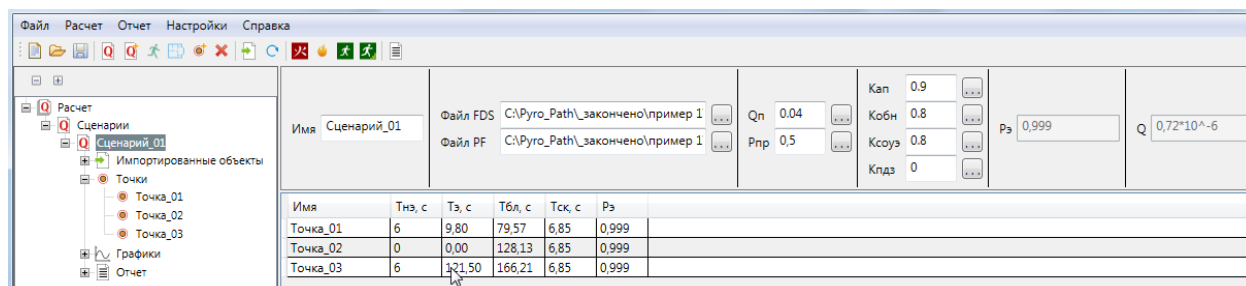 Файл Расчет Отчет Настройки Справка
Расчет
Сценарии
Сценарий_01
Импортированные объекты
Точки
Точка_01
Точка_02
Точка_03
Графики
Отчет
Имя Сценарий_01
Файл FDS C:\Pyro_Path\_закончено\пример 1 ...
Файл PF C:\Pyro_Path\_закончено\пример 1 ...
Qп 0.04 ...
Рпр 0,5 ...
Кап 0.9 ...
Кобн 0.8 ...
Ксоуэ 0.8 ...
Кпдз 0 ...
Рэ 0,999
Q 0,72*10^-6
Имя Тнэ, с Тэ, с Тбл, с Тск, с Рэ
Точка_01 6 9,80 79,57 6,85 0,999
Точка_02 0 0,00 128,13 6,85 0,999
Точка_03 6 121,50 166,21 6,85 0,999